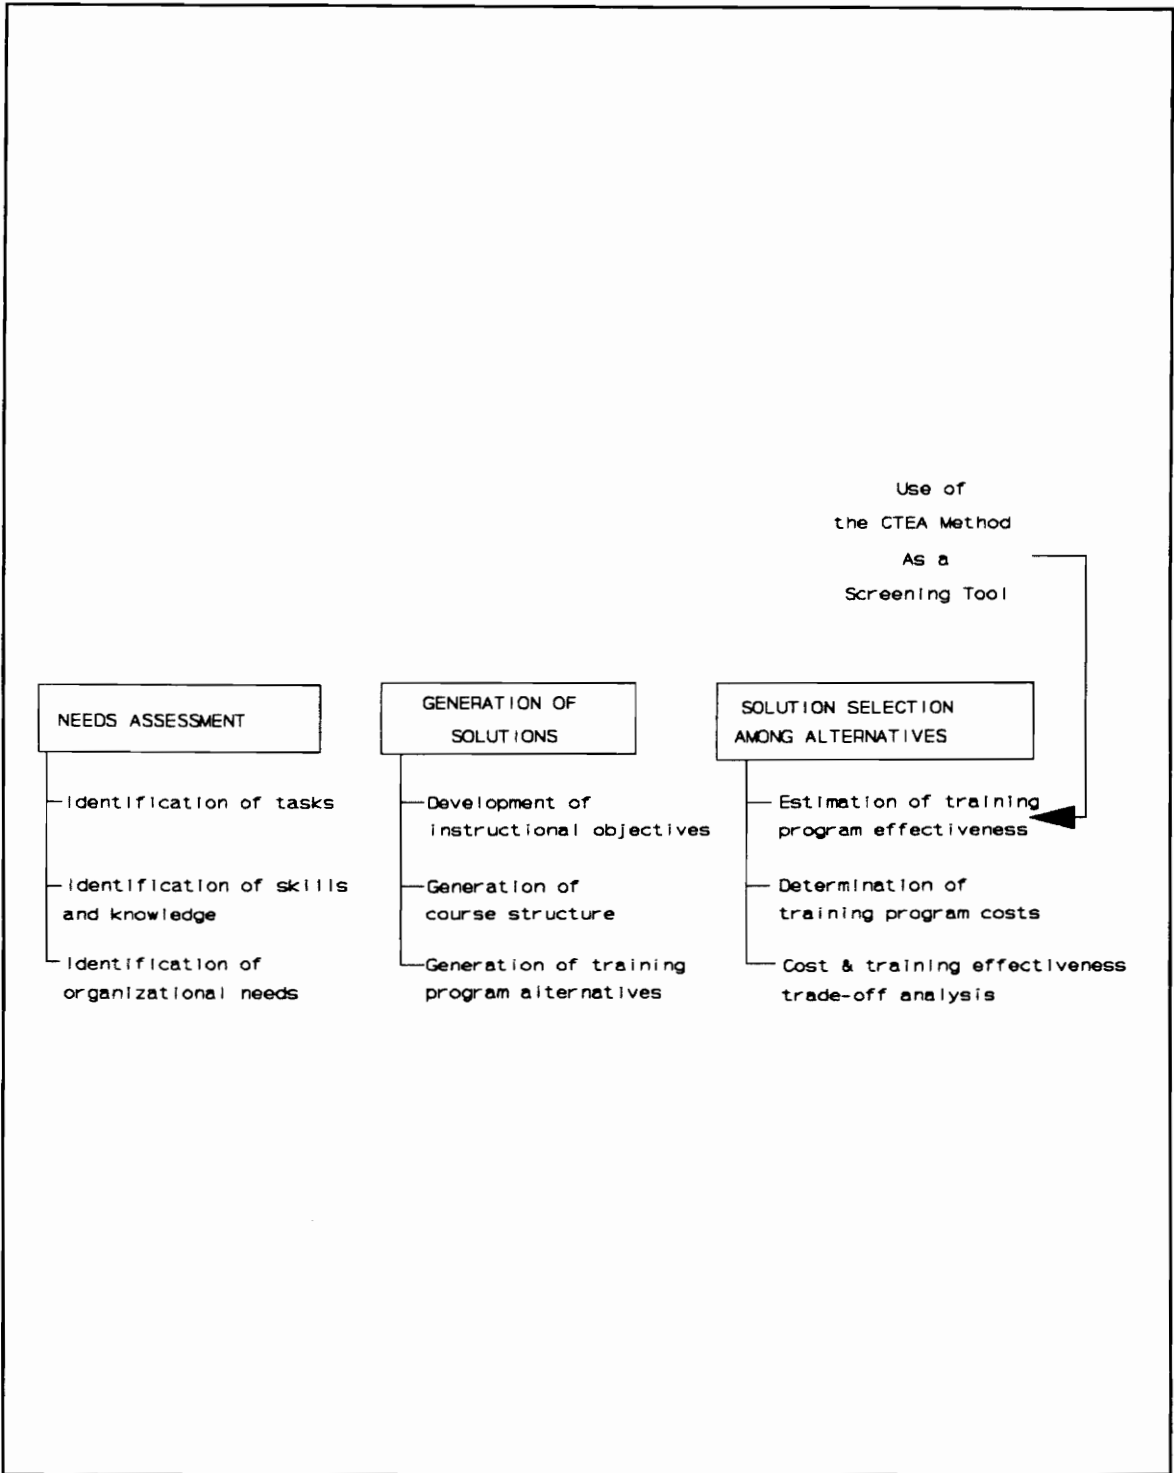 Use of
the CTEA Method
As a
Screening Tool
NEEDS ASSESSMENT
Identification of tasks
Identification of skills
and knowledge
Identification of
organizational needs
GENERATION OF
SOLUTIONS
Development of
instructional objectives
Generation of
course structure
Generation of training
program alternatives
SOLUTION SELECTION
AMONG ALTERNATIVES
Estimation of training
program effectiveness
Determination of
training program costs
Cost & training effectiveness
trade-off analysis